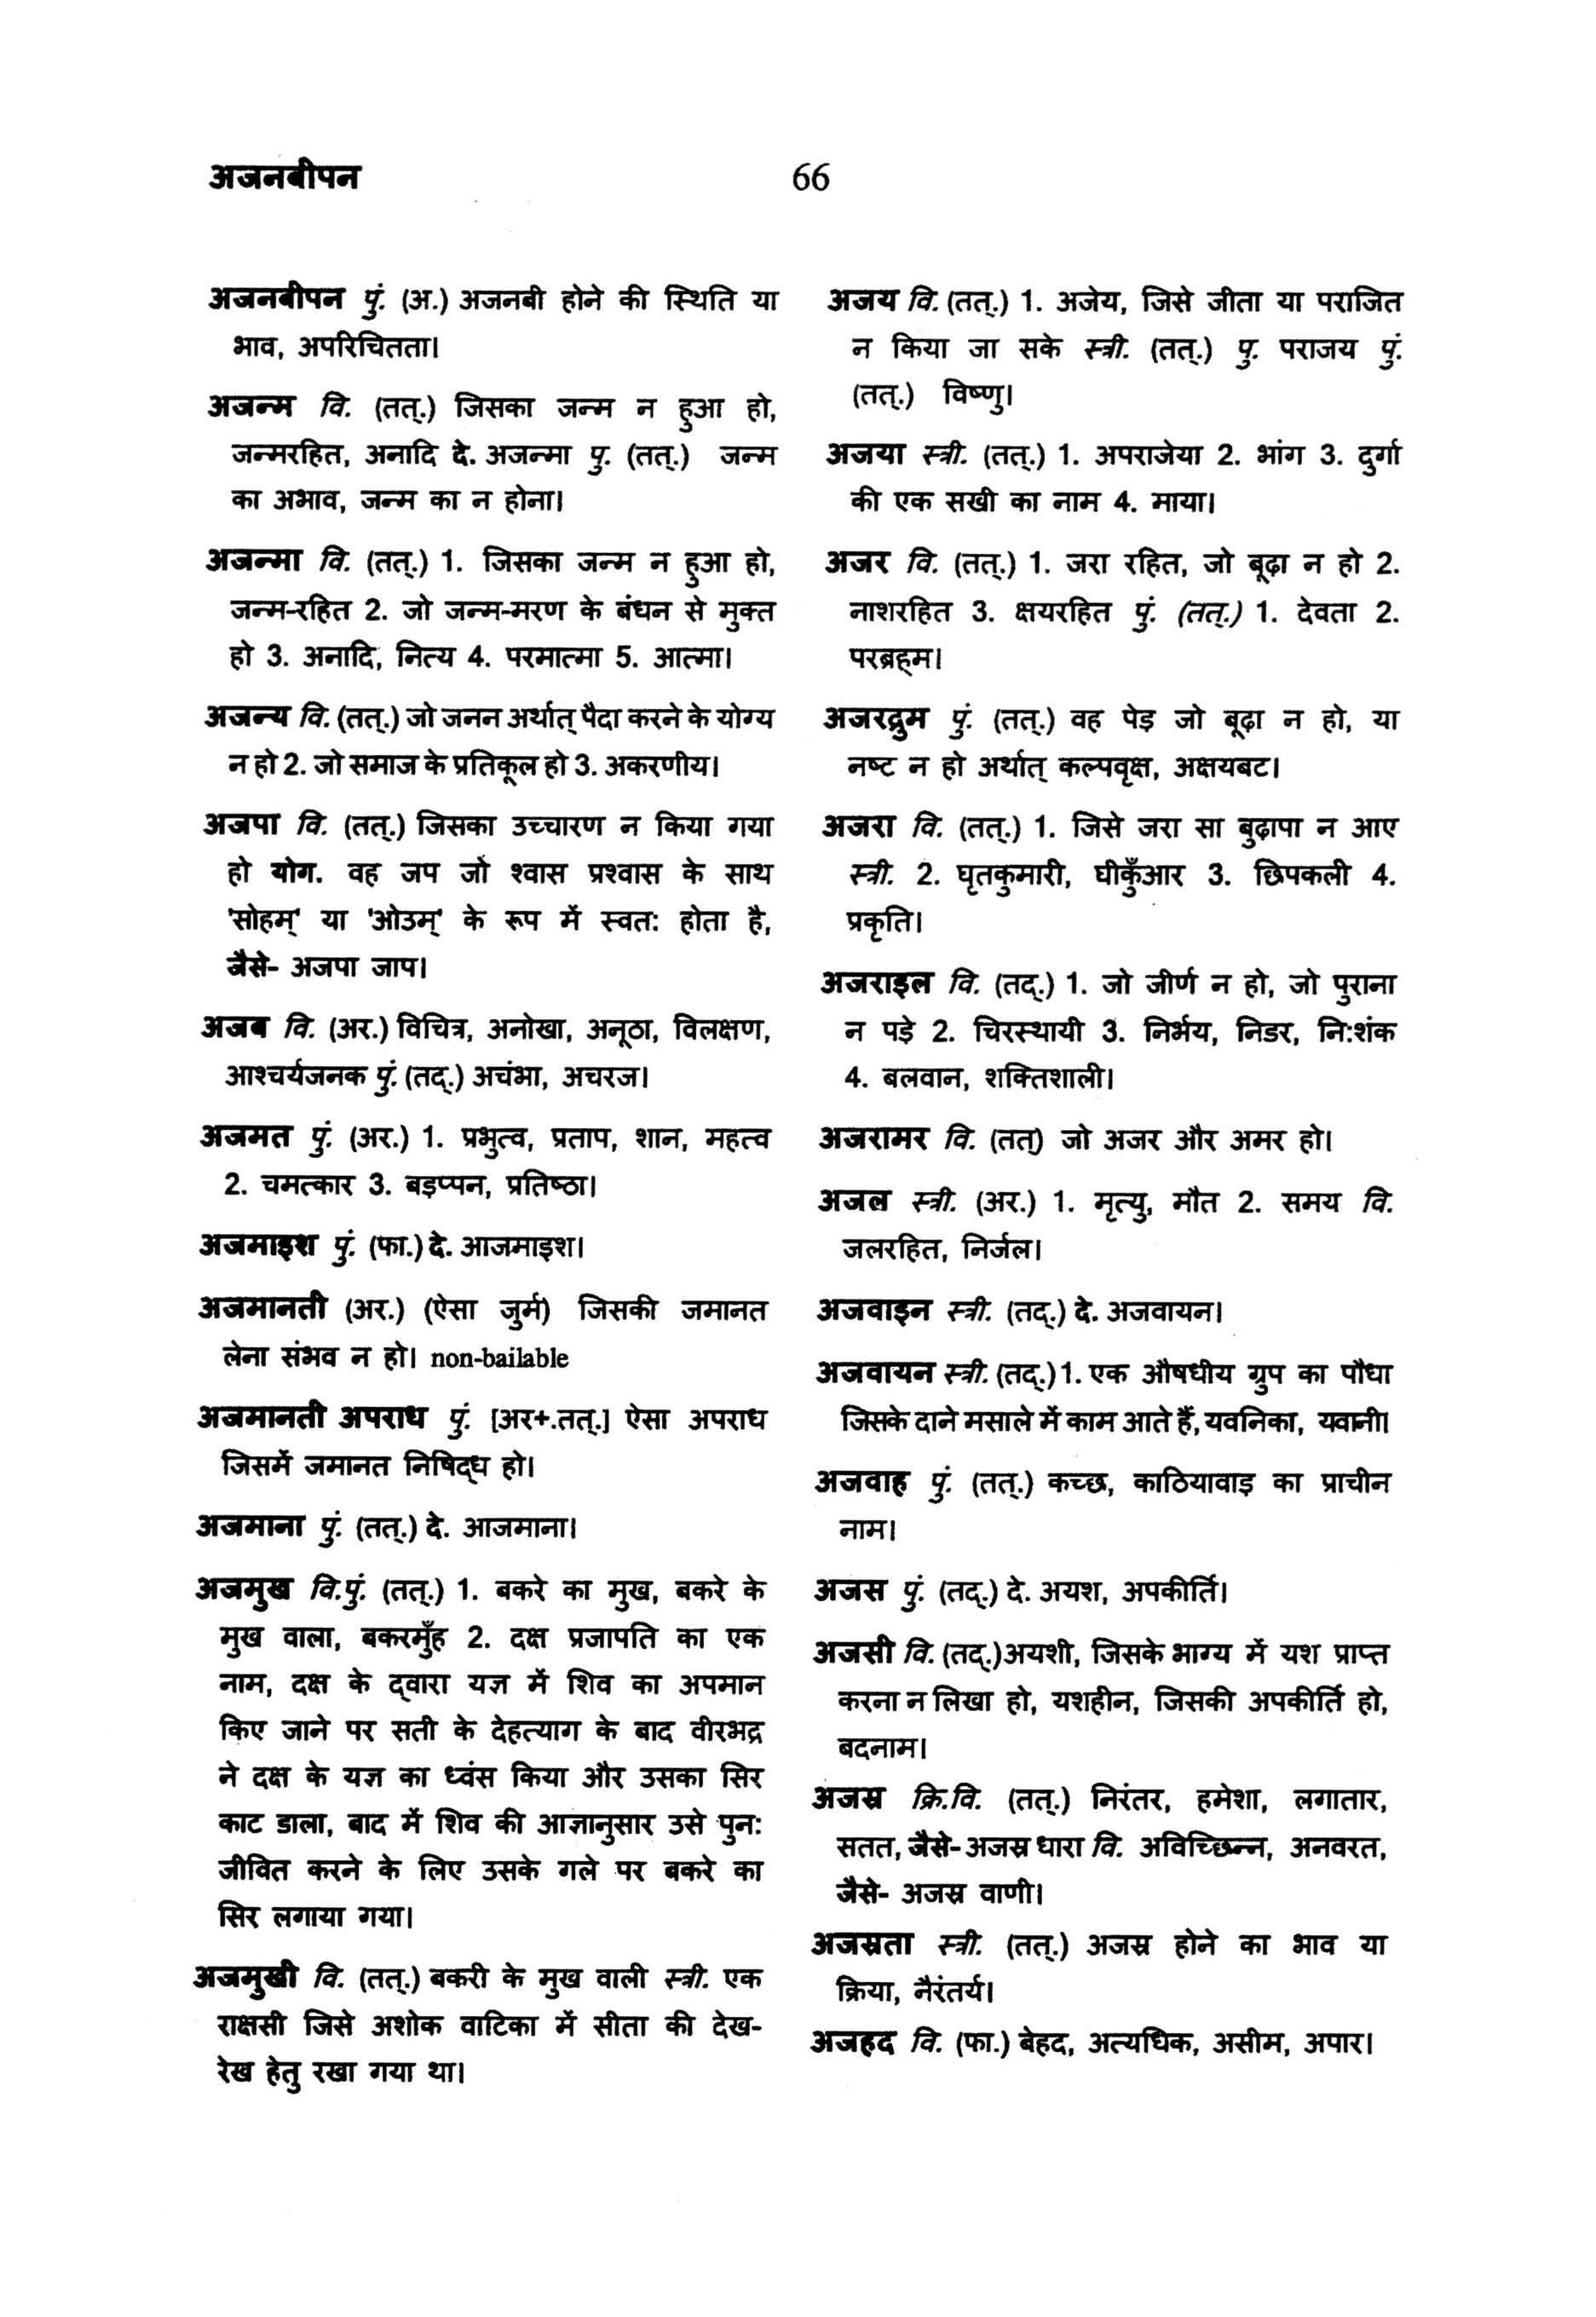 अजनबीपन
66
अजनबीपन पुं. (अ.) अजनबी होने की स्थिति या
भाव, अपरिचितता।
अजन्म वि. (तत्.) जिसका जन्म न हुआ हो,
जन्मरहित, अनादि दे. अजन्मा पु. (तत्.) जन्म
का अभाव, जन्म का न होना।
अजन्मा वि. (तत्.) 1. जिसका जन्म न हुआ हो,
जन्म-रहित 2. जो जन्म-मरण के बंधन से मुक्त
हो 3. अनादि, नित्य 4. परमात्मा 5. आत्मा।
अजन्य वि. (तत्.) जो जनन अर्थात् पैदा करने के योग्य
न हो 2. जो समाज के प्रतिकूल हो 3. अकरणीय।
अजपा वि. (तत्.) जिसका उच्चारण न किया गया
हो योग. वह जप जो श्वास प्रश्वास के साथ
'सोहम्' या 'ओउम्' के रूप में स्वत: होता है,
जैसे- अजपा जाप।
अजब वि. (अर.) विचित्र, अनोखा, अनूठा, विलक्षण,
आश्चर्यजनक पुं. (तद्.) अचंभा, अचरज।
अजमत पुं. (अर.) 1. प्रभुत्व, प्रताप, शान, महत्व
2. चमत्कार 3. बड़प्पन, प्रतिष्ठा।
अजमाइश पुं. (फा.) दे. आजमाइश।
अजमानती (अर.) (ऐसा जुर्म) जिसकी जमानत
लेना संभव न हो। non-bailable
अजमानती अपराध पुं. [अर+.तत्.] ऐसा अपराध
जिसमें जमानत निषिद्ध हो।
अजमाना पुं. (तत्.) दे. आजमाना।
अजमुख वि.पुं. (तत्.) 1. बकरे का मुख, बकरे के
मुख वाला, बकरमुँह 2. दक्ष प्रजापति का एक
नाम, दक्ष के द्वारा यज्ञ में शिव का अपमान
किए जाने पर सती के देहत्याग के बाद वीरभद्र
ने दक्ष के यज्ञ का ध्वंस किया और उसका सिर
काट डाला, बाद में शिव की आज्ञानुसार उसे पुन:
जीवित करने के लिए उसके गले पर बकरे का
सिर लगाया गया।
अजमुखी वि. (तत्.) बकरी के मुख वाली स्त्री. एक
राक्षसी जिसे अशोक वाटिका में सीता की देख-
रेख हेतु रखा गया था।
अजय वि. (तत्.) 1. अजेय, जिसे जीता या पराजित
न किया जा सके स्त्री. (तत्.) पु. पराजय पुं.
(तत्.) विष्णु।
अजया स्त्री. (तत्.) 1. अपराजेया 2. भांग 3. दुर्गा
की एक सखी का नाम 4. माया।
अजर वि. (तत्.) 1. जरा रहित, जो बूढ़ा न हो 2.
नाशरहित 3. क्षयरहित पुं. (तत्.) 1. देवता 2.
परब्रह्म।
अजरद्रुम पुं. (तत्.) वह पेड़ जो बूढ़ा न हो, या
नष्ट न हो अर्थात् कल्पवृक्ष, अक्षयबट।
अजरा वि. (तत्.) 1. जिसे जरा सा बुढ़ापा न आए
स्त्री. 2. घृतकुमारी, घीकुँआर 3. छिपकली 4.
प्रकृति।
अजराइल वि. (तद्.) 1. जो जीर्ण न हो, जो पुराना
न पड़े 2. चिरस्थायी 3. निर्भय, निडर, नि:शंक
4. बलवान, शक्तिशाली।
अजरामर वि. (तत्) जो अजर और अमर हो।
अजल स्त्री. (अर.) 1. मृत्यु, मौत 2. समय वि.
जलरहित, निर्जल।
अजवाइन स्त्री. (तद्.) दे. अजवायन।
अजवायन स्त्री. (तद्.) 1. एक औषधीय ग्रुप का पौधा
जिसके दाने मसाले में काम आते हैं, यवनिका, यवानी।
अजवाह पुं. (तत्.) कच्छ, काठियावाड़ का प्राचीन
नाम।
अजस पुं. (तद्.) दे. अयश, अपकीर्ति।
अजसी वि. (तद्.)अयशी, जिसके भाग्य में यश प्राप्त
करना न लिखा हो, यशहीन, जिसकी अपकीर्ति हो,
बदनाम।
अजस्र क्रि.वि. (तत्.) निरंतर, हमेशा, लगातार,
सतत, जैसे- अजस्र धारा वि. अविच्छिन्न, अनवरत,
जैसे- अजस्र वाणी।
अजस्रता स्त्री. (तत्.) अजस्र होने का भाव या
क्रिया, नैरंतर्य।
अजहद वि. (फा.) बेहद, अत्यधिक, असीम, अपार।